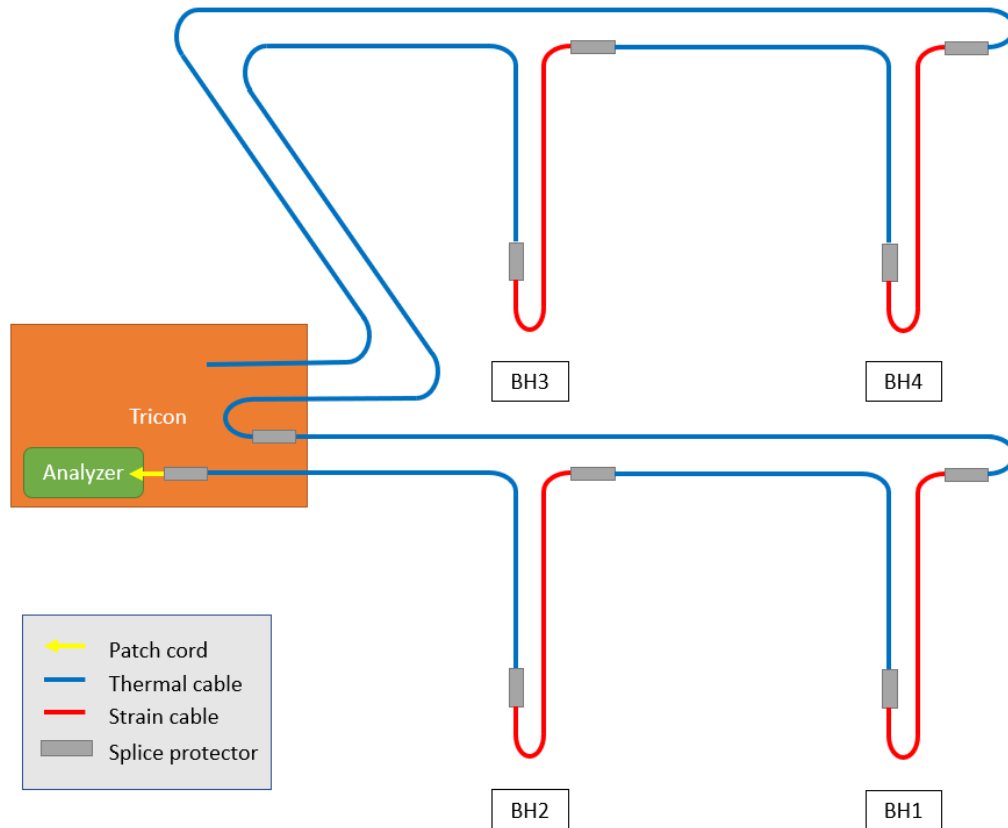 BH3
BH4
Tricon
Analyzer
Patch cord
Thermal cable
Strain cable
Splice protector
BH2
BH1